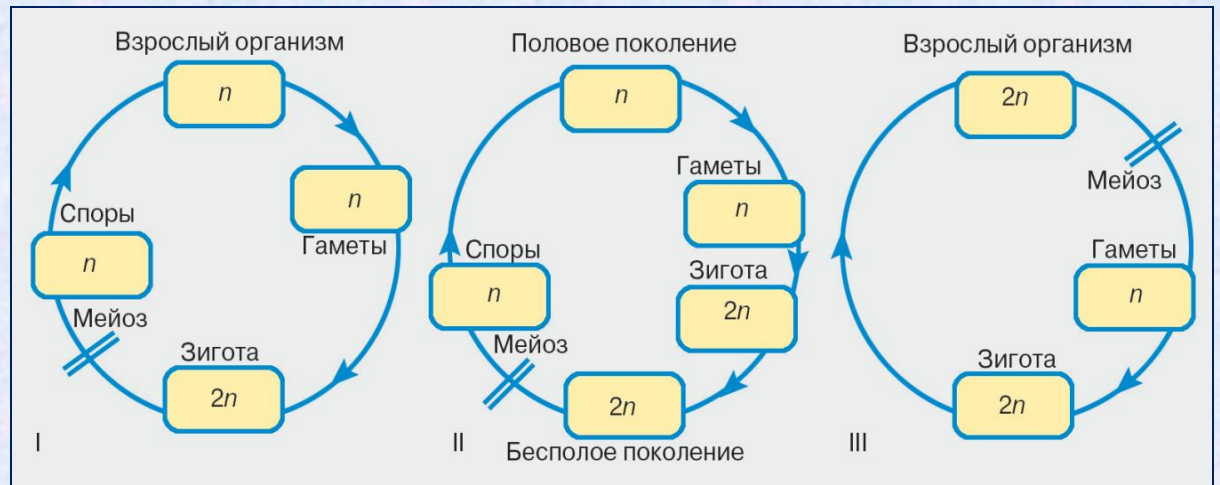 Взрослый организм
n
Гаметы
n
Зигота
2n
Мейоз
Споры
n
I
Половое поколение
n
Гаметы
n
Зигота
2n
2n
Бесполое поколение
Мейоз
Споры
n
II
Взрослый организм
2n
Мейоз
Гаметы
n
Зигота
2n
III